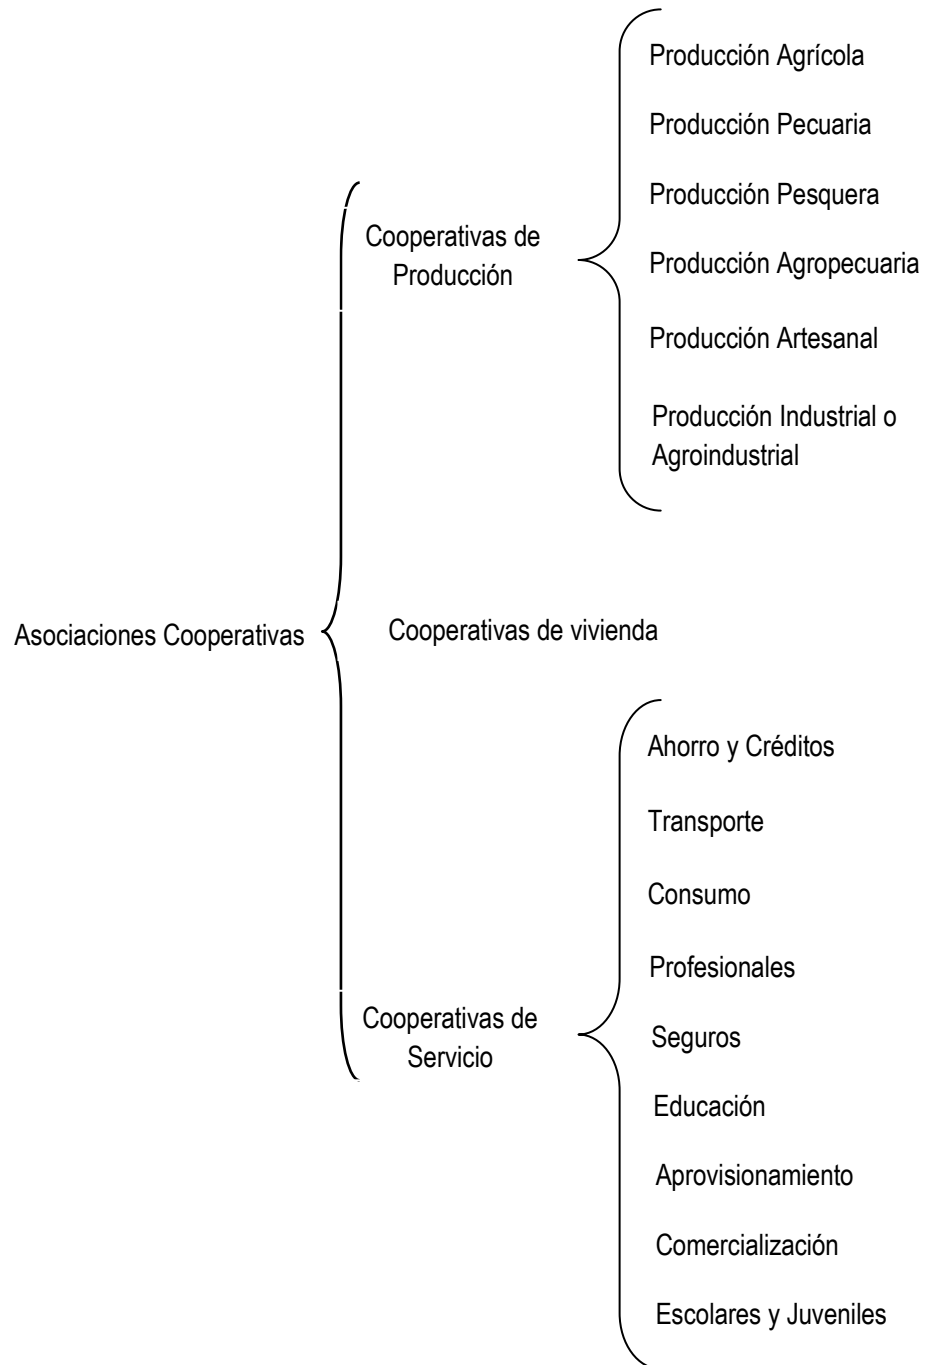 Asociaciones Cooperativas
Cooperativas de
Producción
Producción Agrícola
Producción Pecuaria
Producción Pesquera
Producción Agropecuaria
Producción Artesanal
Producción Industrial o
Agroindustrial
Cooperativas de vivienda
Cooperativas de
Servicio
Ahorro y Créditos
Transporte
Consumo
Profesionales
Seguros
Educación
Aprovisionamiento
Comercialización
Escolares y Juveniles